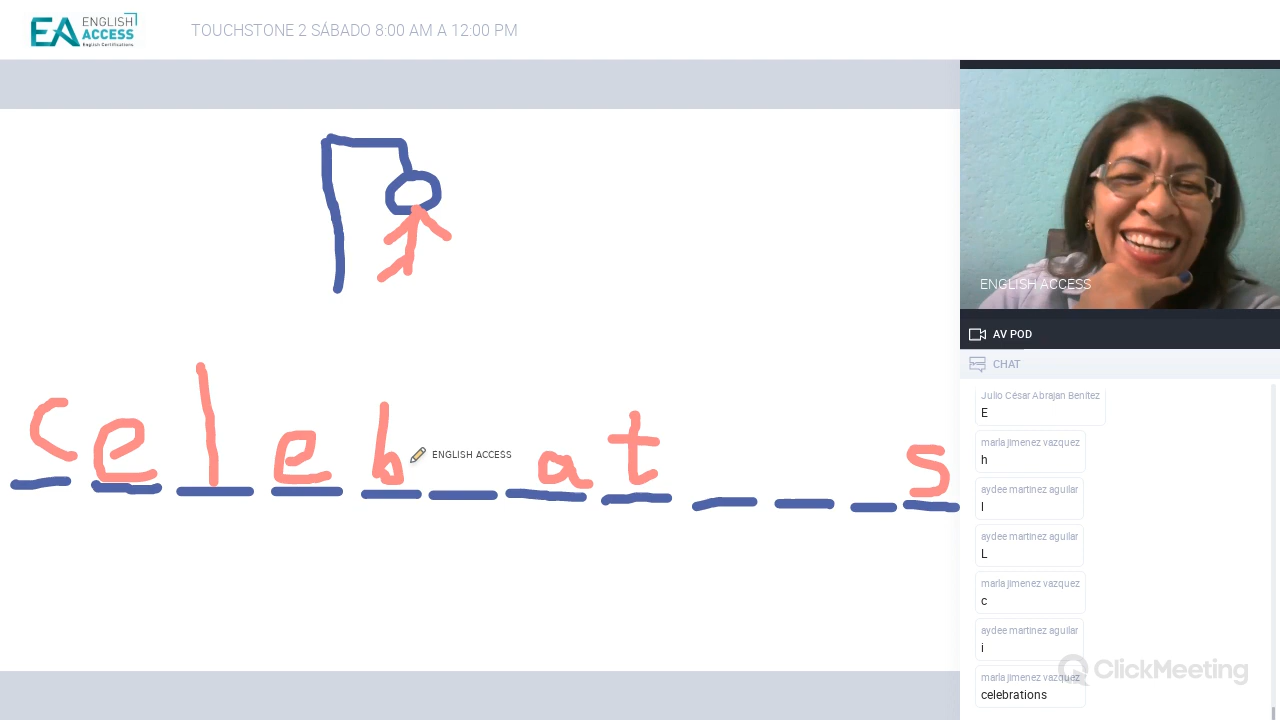 ENGLISH
EA ACCESS
English Certifications
TOUCHSTONE 2 SÁBADO 8:00 AM A 12:00 PM
c e l e b _ a t _ _ _ s
ENGLISH ACCESS
ENGLISH ACCESS
AV POD
CHAT
Julio César Abrajan Benítez
E
marla jimenez vazquez
h
aydee martinez aguilar
l
aydee martinez aguilar
L
marla jimenez vazquez
c
aydee martinez aguilar
i
marla jimenez vazquez
celebrations
ClickMeeting